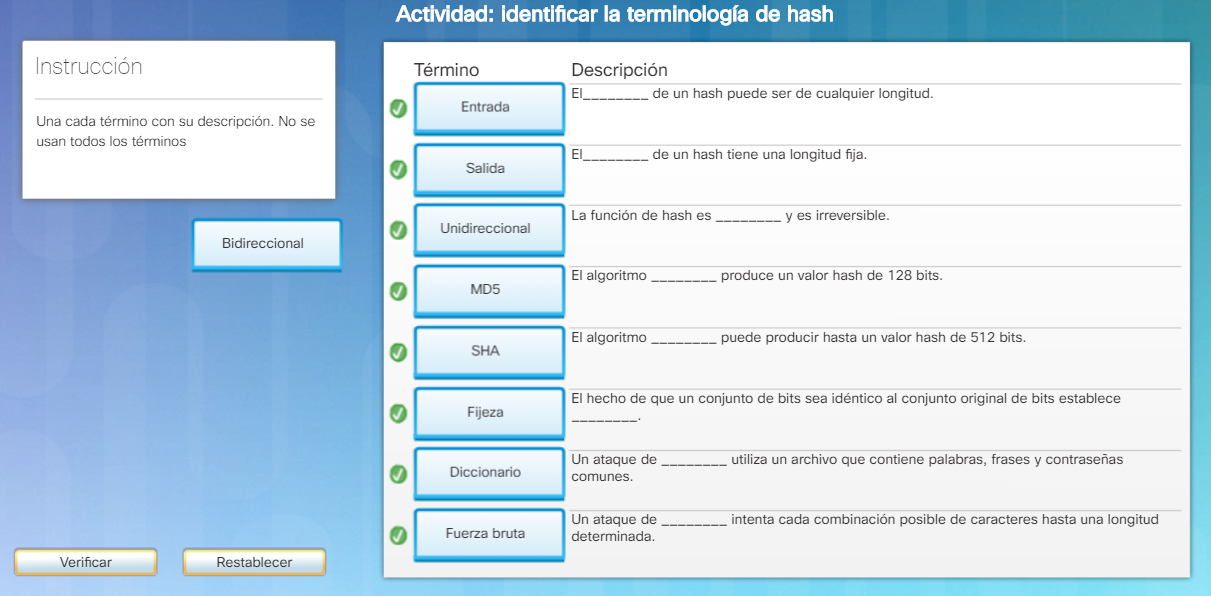 Actividad: identificar la terminología de hash
Instrucción
Una cada término con su descripción. No se
usan todos los términos
Bidireccional
Verificar
Restablecer
Término Descripción
Entrada
El________ de un hash puede ser de cualquier longitud.
Salida
El________ de un hash tiene una longitud fija.
Unidireccional
La función de hash es ________ y es irreversible.
MD5
El algoritmo ________ produce un valor hash de 128 bits.
SHA
El algoritmo ________ puede producir hasta un valor hash de 512 bits.
Fijeza
El hecho de que un conjunto de bits sea idéntico al conjunto original de bits establece
________.
Diccionario
Un ataque de ________ utiliza un archivo que contiene palabras, frases y contraseñas
comunes.
Fuerza bruta
Un ataque de ________ intenta cada combinación posible de caracteres hasta una longitud
determinada.